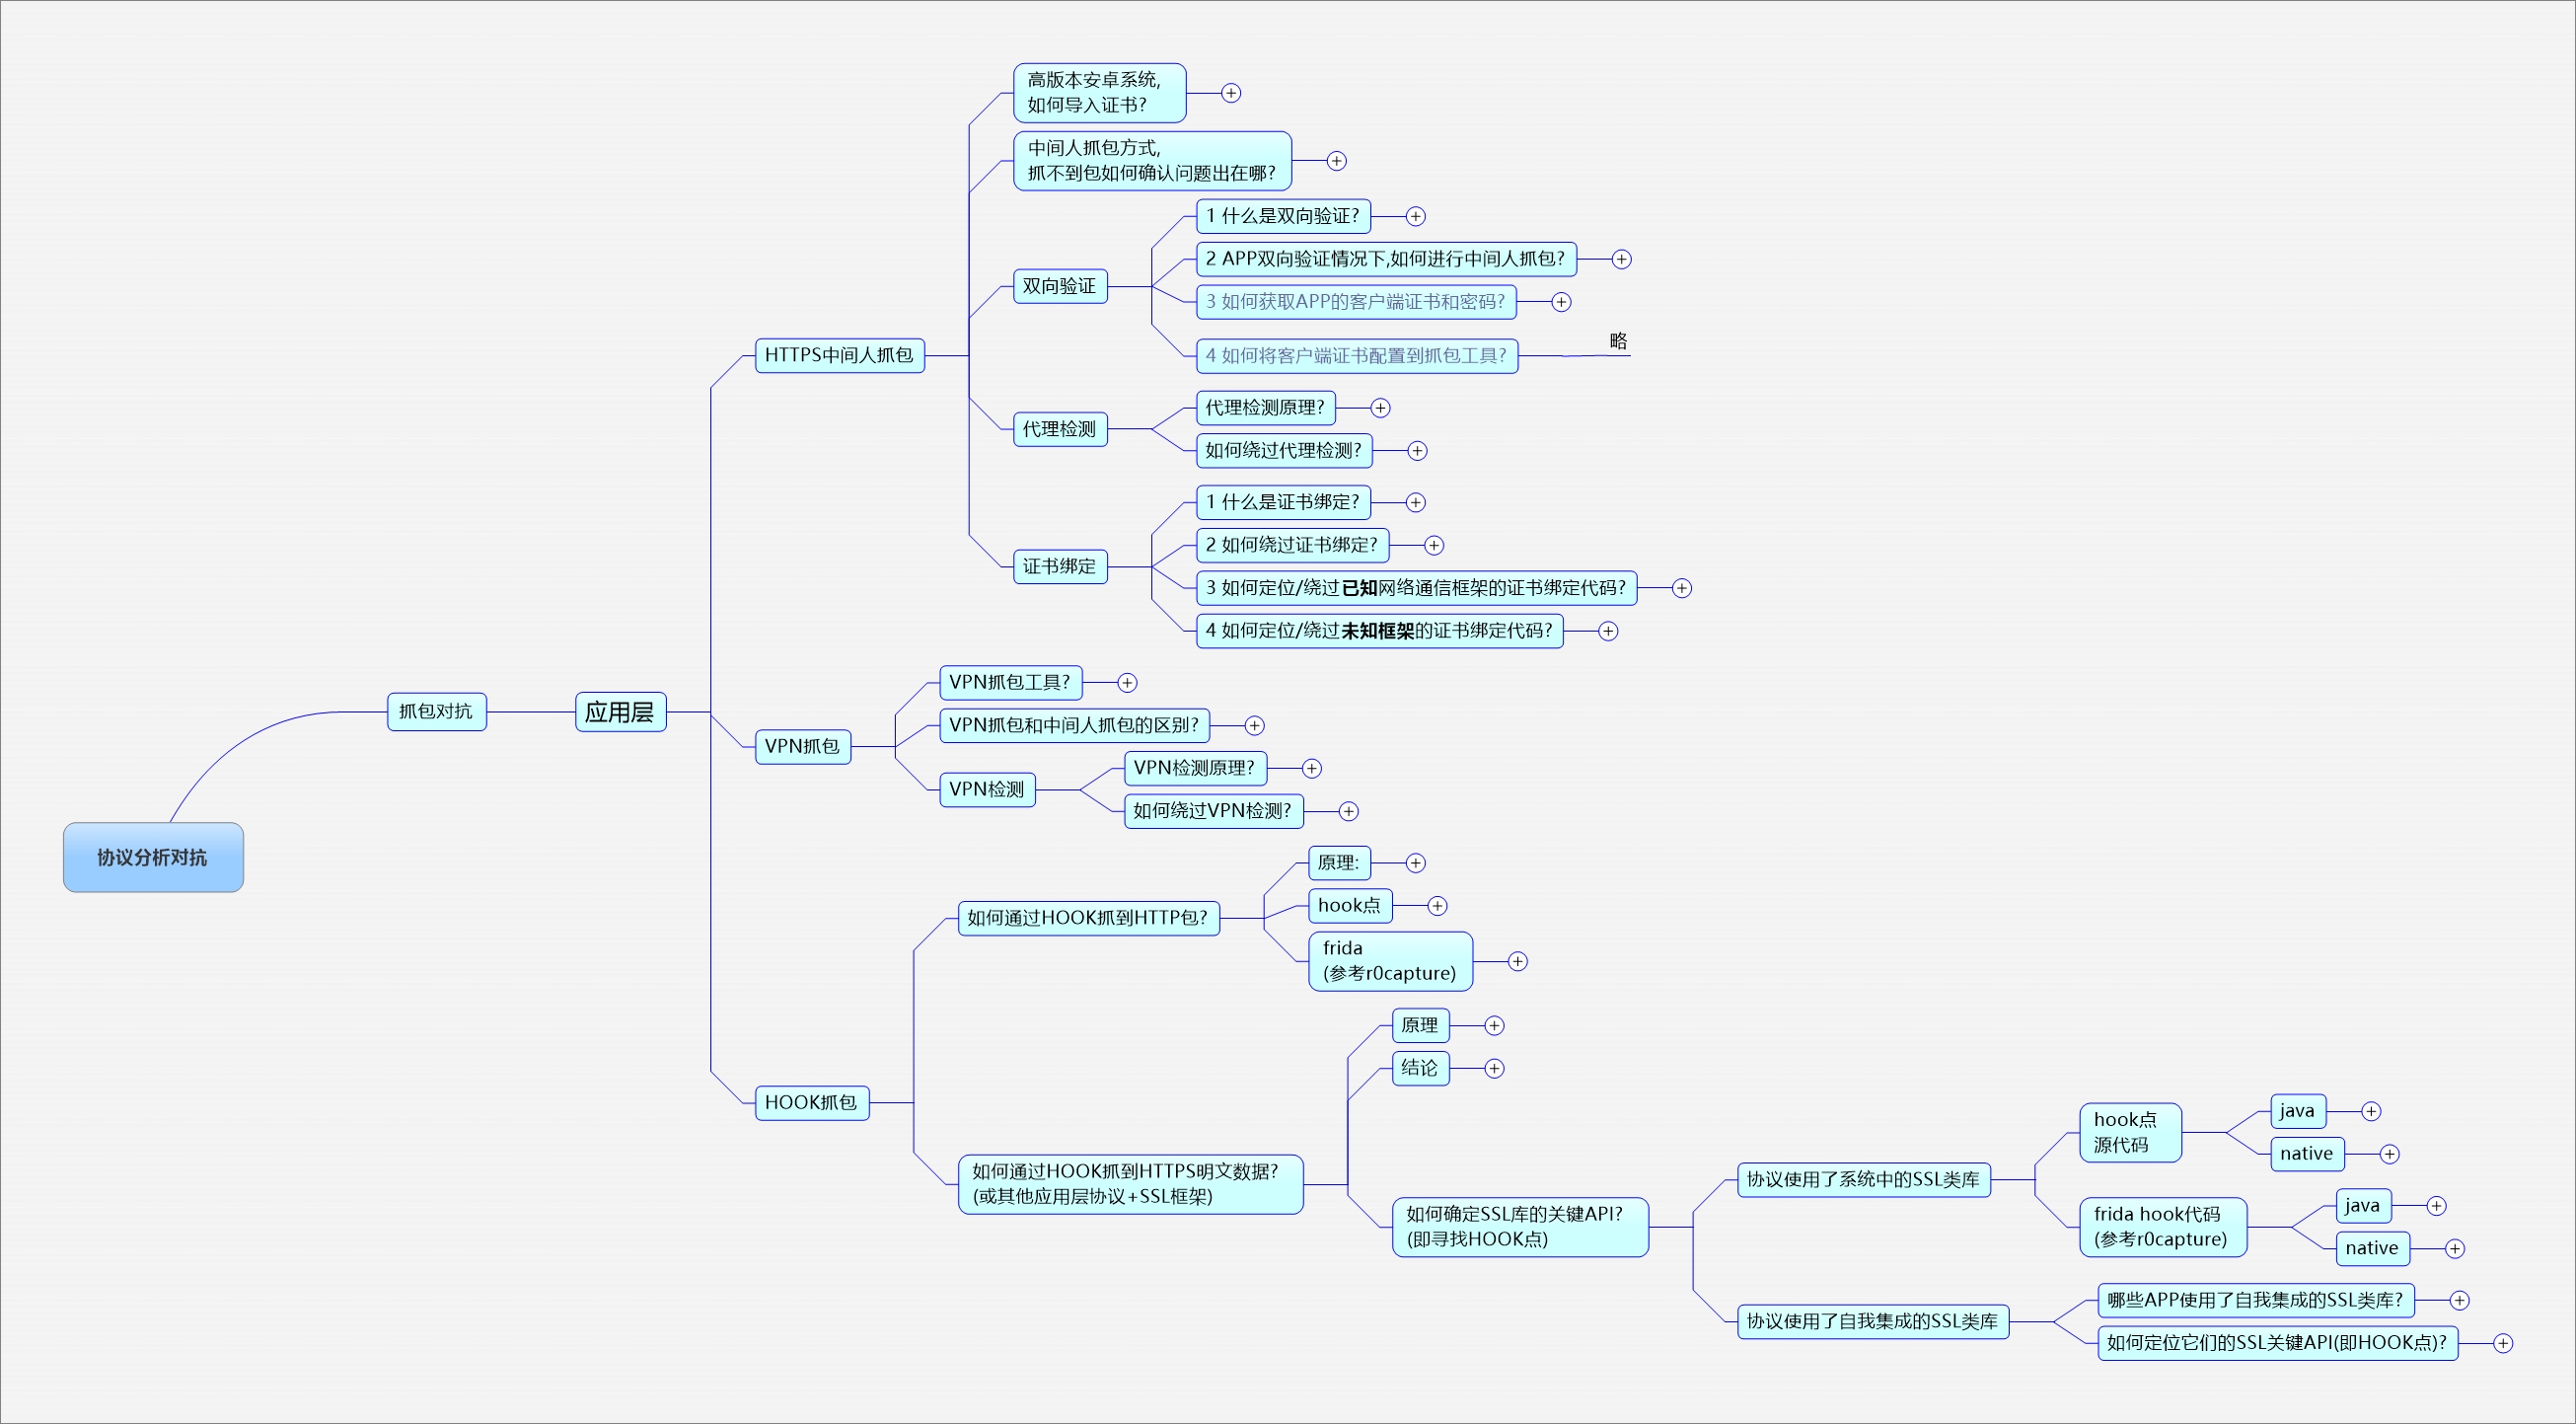 高版本安卓系统,
如何导入证书?
中间人抓包方式,
抓不到包如何确认问题出在哪?
1 什么是双向验证?
2 APP双向验证情况下,如何进行中间人抓包?
双向验证
3 如何获取APP的客户端证书和密码?
略
HTTPS中间人抓包
4 如何将客户端证书配置到抓包工具?
代理检测原理?
代理检测
如何绕过代理检测?
1 什么是证书绑定?
2 如何绕过证书绑定?
证书绑定
3 如何定位/绕过已知网络通信框架的证书绑定代码?
4 如何定位/绕过未知框架的证书绑定代码?
VPN抓包工具?
抓包对抗
应用层
VPN抓包和中间人抓包的区别?
VPN抓包
VPN检测原理?
VPN检测
如何绕过VPN检测?
协议分析对抗
原理:
hook点
如何通过HOOK抓到HTTP包?
frida
(参考r0capture)
原理
结论
HOOK抓包
如何通过HOOK抓到HTTPS明文数据?
(或其他应用层协议+SSL框架)
如何确定SSL库的关键API?
(即寻找HOOK点)
协议使用了系统中的SSL类库
hook点
源代码
java
native
frida hook代码
(参考r0capture)
java
native
协议使用了自我集成的SSL类库
哪些APP使用了自我集成的SSL类库?
如何定位它们的SSL关键API(即HOOK点)?